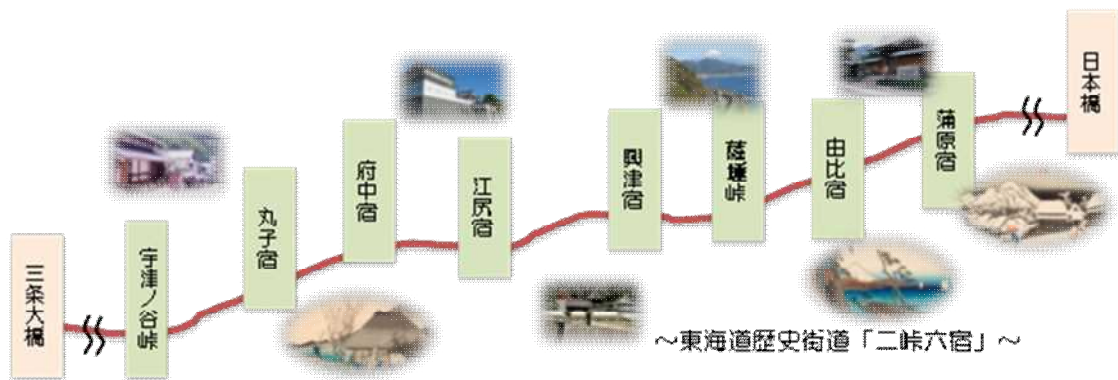 三条大橋
宇津ノ谷峠
丸子宿
府中宿
江尻宿
興津宿
薩埵峠
由比宿
蒲原宿
日本橋
～東海道歴史街道「二峠六宿」～